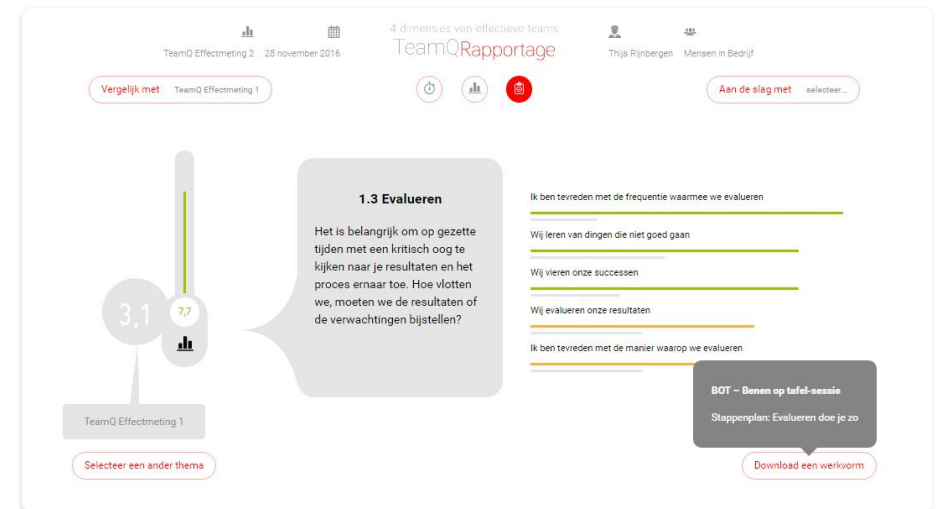 4 dimensies van effectieve teams
TeamQRapportage
TeamQ Effectmeting 2
28 november 2016
Thijs Rijnbergen
Mensen in Bedrijf
Vergelijk met TeamQ Effectmeting 1
Aan de slag met selecteer...
3,1
7,7
TeamQ Effectmeting 1
1.3 Evalueren
Het is belangrijk om op gezette
tijden met een kritisch oog te
kijken naar je resultaten en het
proces ernaar toe. Hoe vlotten
we, moeten we de resultaten of
de verwachtingen bijstellen?
Ik ben tevreden met de frequentie waarmee we evalueren
Wij leren van dingen die niet goed gaan
Wij vieren onze successen
Wij evalueren onze resultaten
Ik ben tevreden met de manier waarop we evalueren
BOT – Benen op tafel-sessie
Stappenplan: Evalueren doe je zo
Selecteer een ander thema
Download een werkvorm